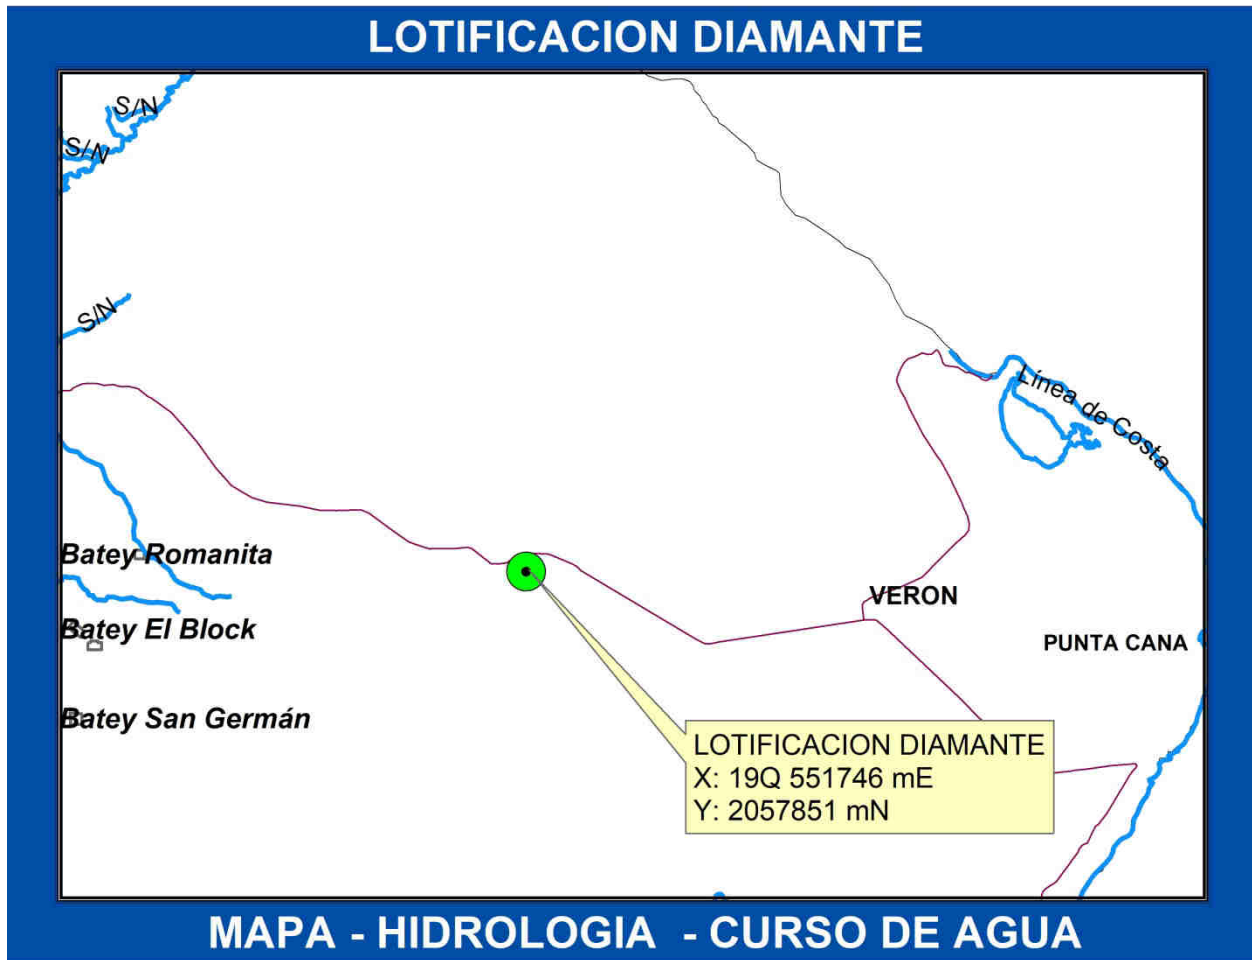 LOTIFICACION DIAMANTE
S/N
S/N
S/N
Línea de Costa
Batey Romanita
VERON
Batey El Block
PUNTA CANA
Batey San Germán
LOTIFICACION DIAMANTE
X: 19Q 551746 mE
Y: 2057851 mN
MAPA - HIDROLOGIA - CURSO DE AGUA